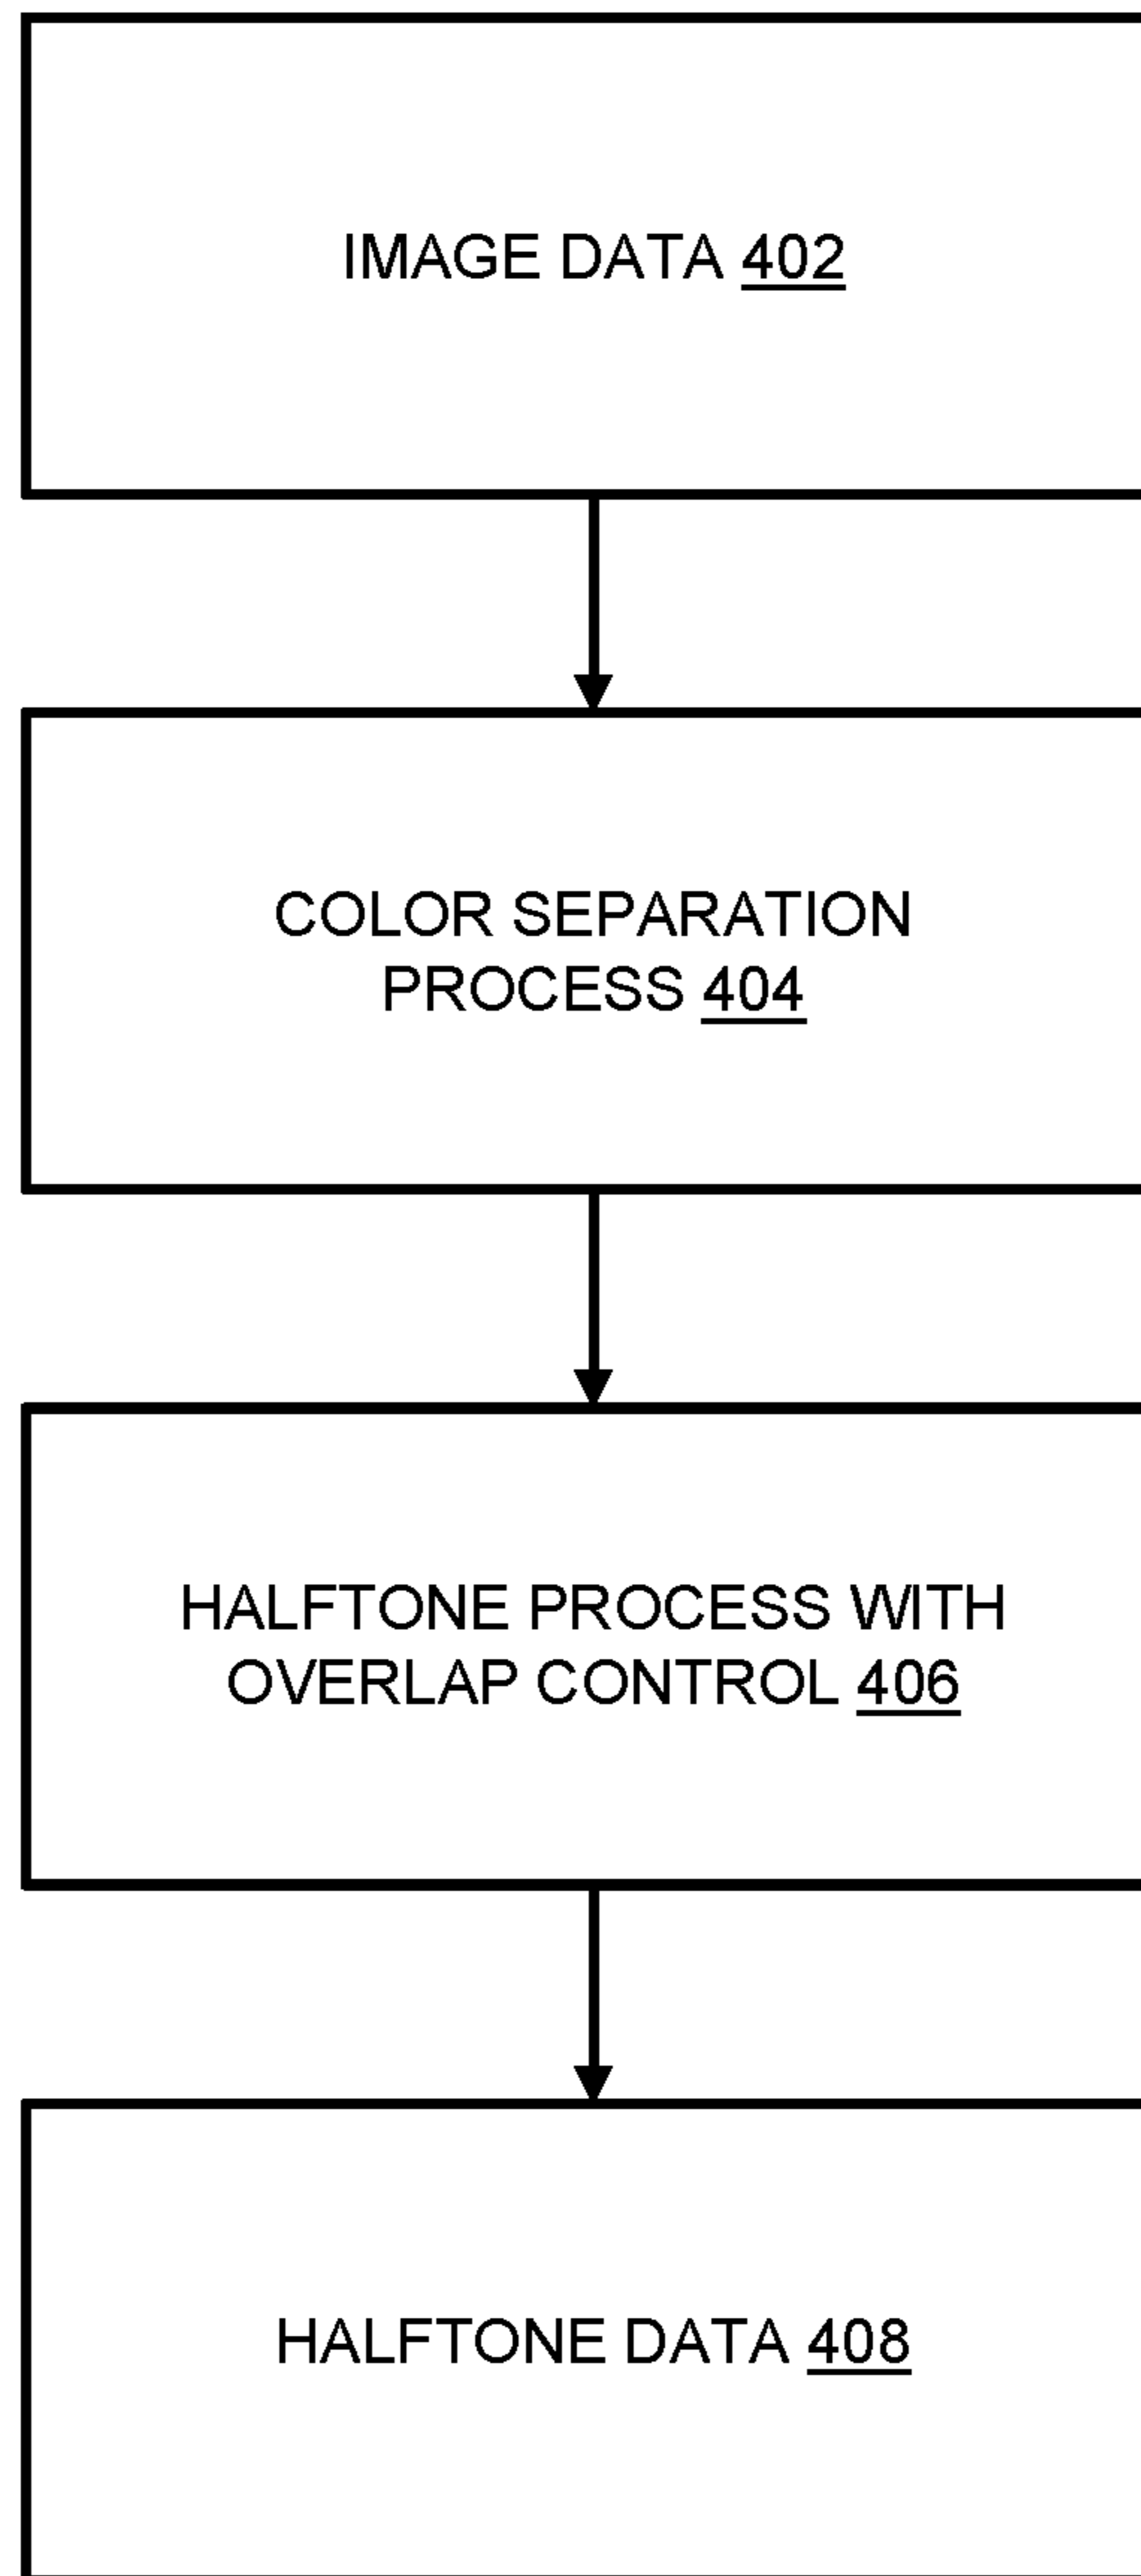 IMAGE DATA 402
COLOR SEPARATION
PROCESS 404
HALFTONE PROCESS WITH
OVERLAP CONTROL 406
HALFTONE DATA 408